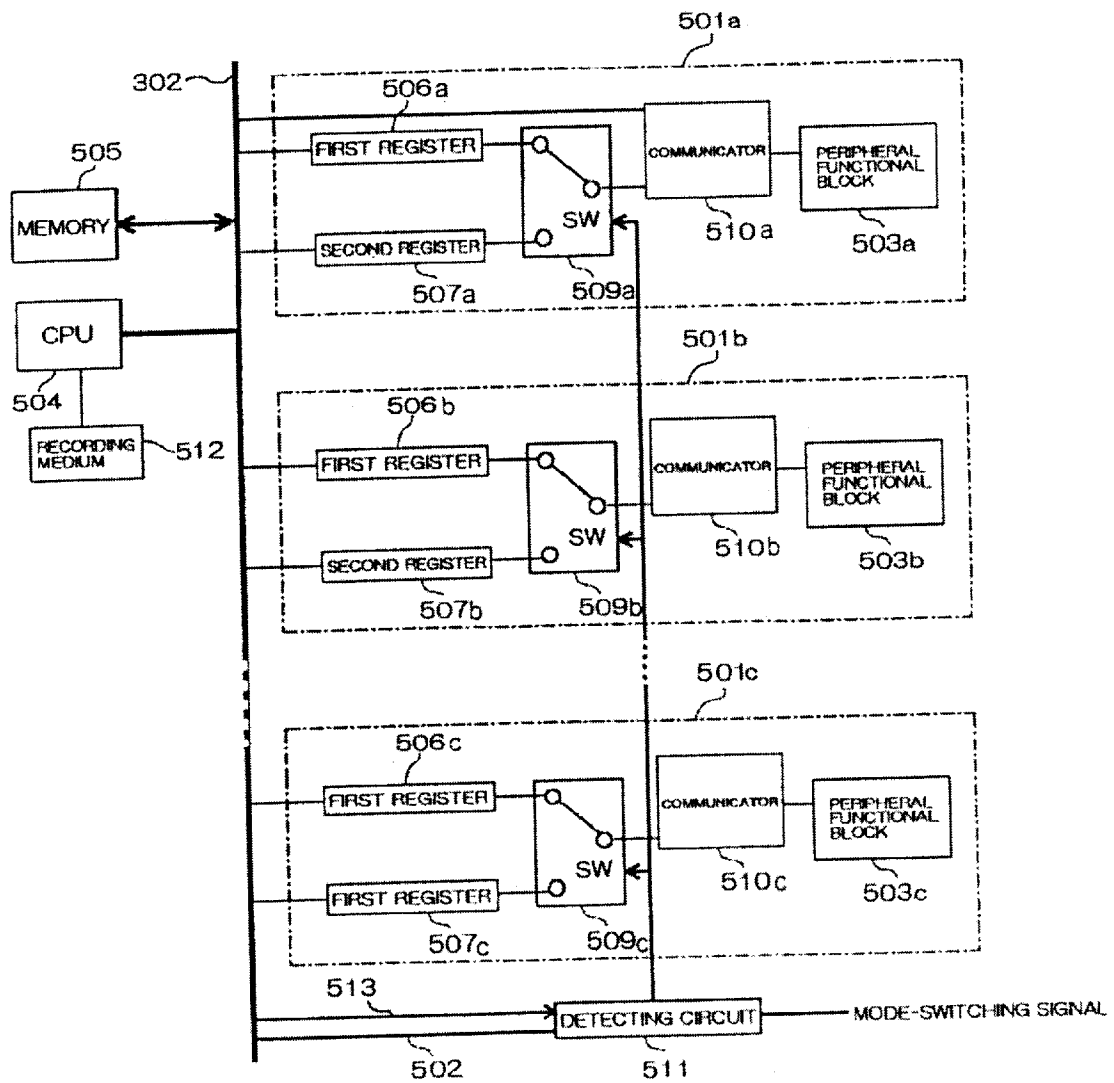 501a
302
506a
FIRST REGISTER
COMMUNICATOR
PERIPHERAL
FUNCTIONAL
BLOCK
505
MEMORY
SW
510a
503a
SECOND REGISTER
507a
509a
CPU
504
501b
506b
RECORDING
MEDIUM
512
FIRST REGISTER
COMMUNICATOR
PERIPHERAL
FUNCTIONAL
BLOCK
SW
510b
503b
SECOND REGISTER
507b
509b
501c
506c
FIRST REGISTER
COMMUNICATOR
PERIPHERAL
FUNCTIONAL
BLOCK
SW
510c
503c
FIRST REGISTER
507c
509c
513
DETECTING CIRCUIT
MODE-SWITCHING SIGNAL
502
511